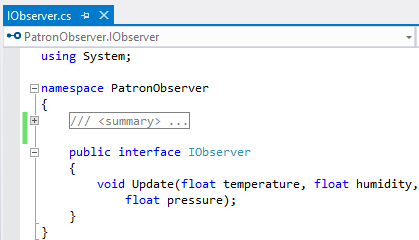 IObserver.cs
PatronObserver.IObserver
using System;
namespace PatronObserver
{
/// <summary> ...
public interface IObserver
{
void Update(float temperature, float humidity,
float pressure);
}
}